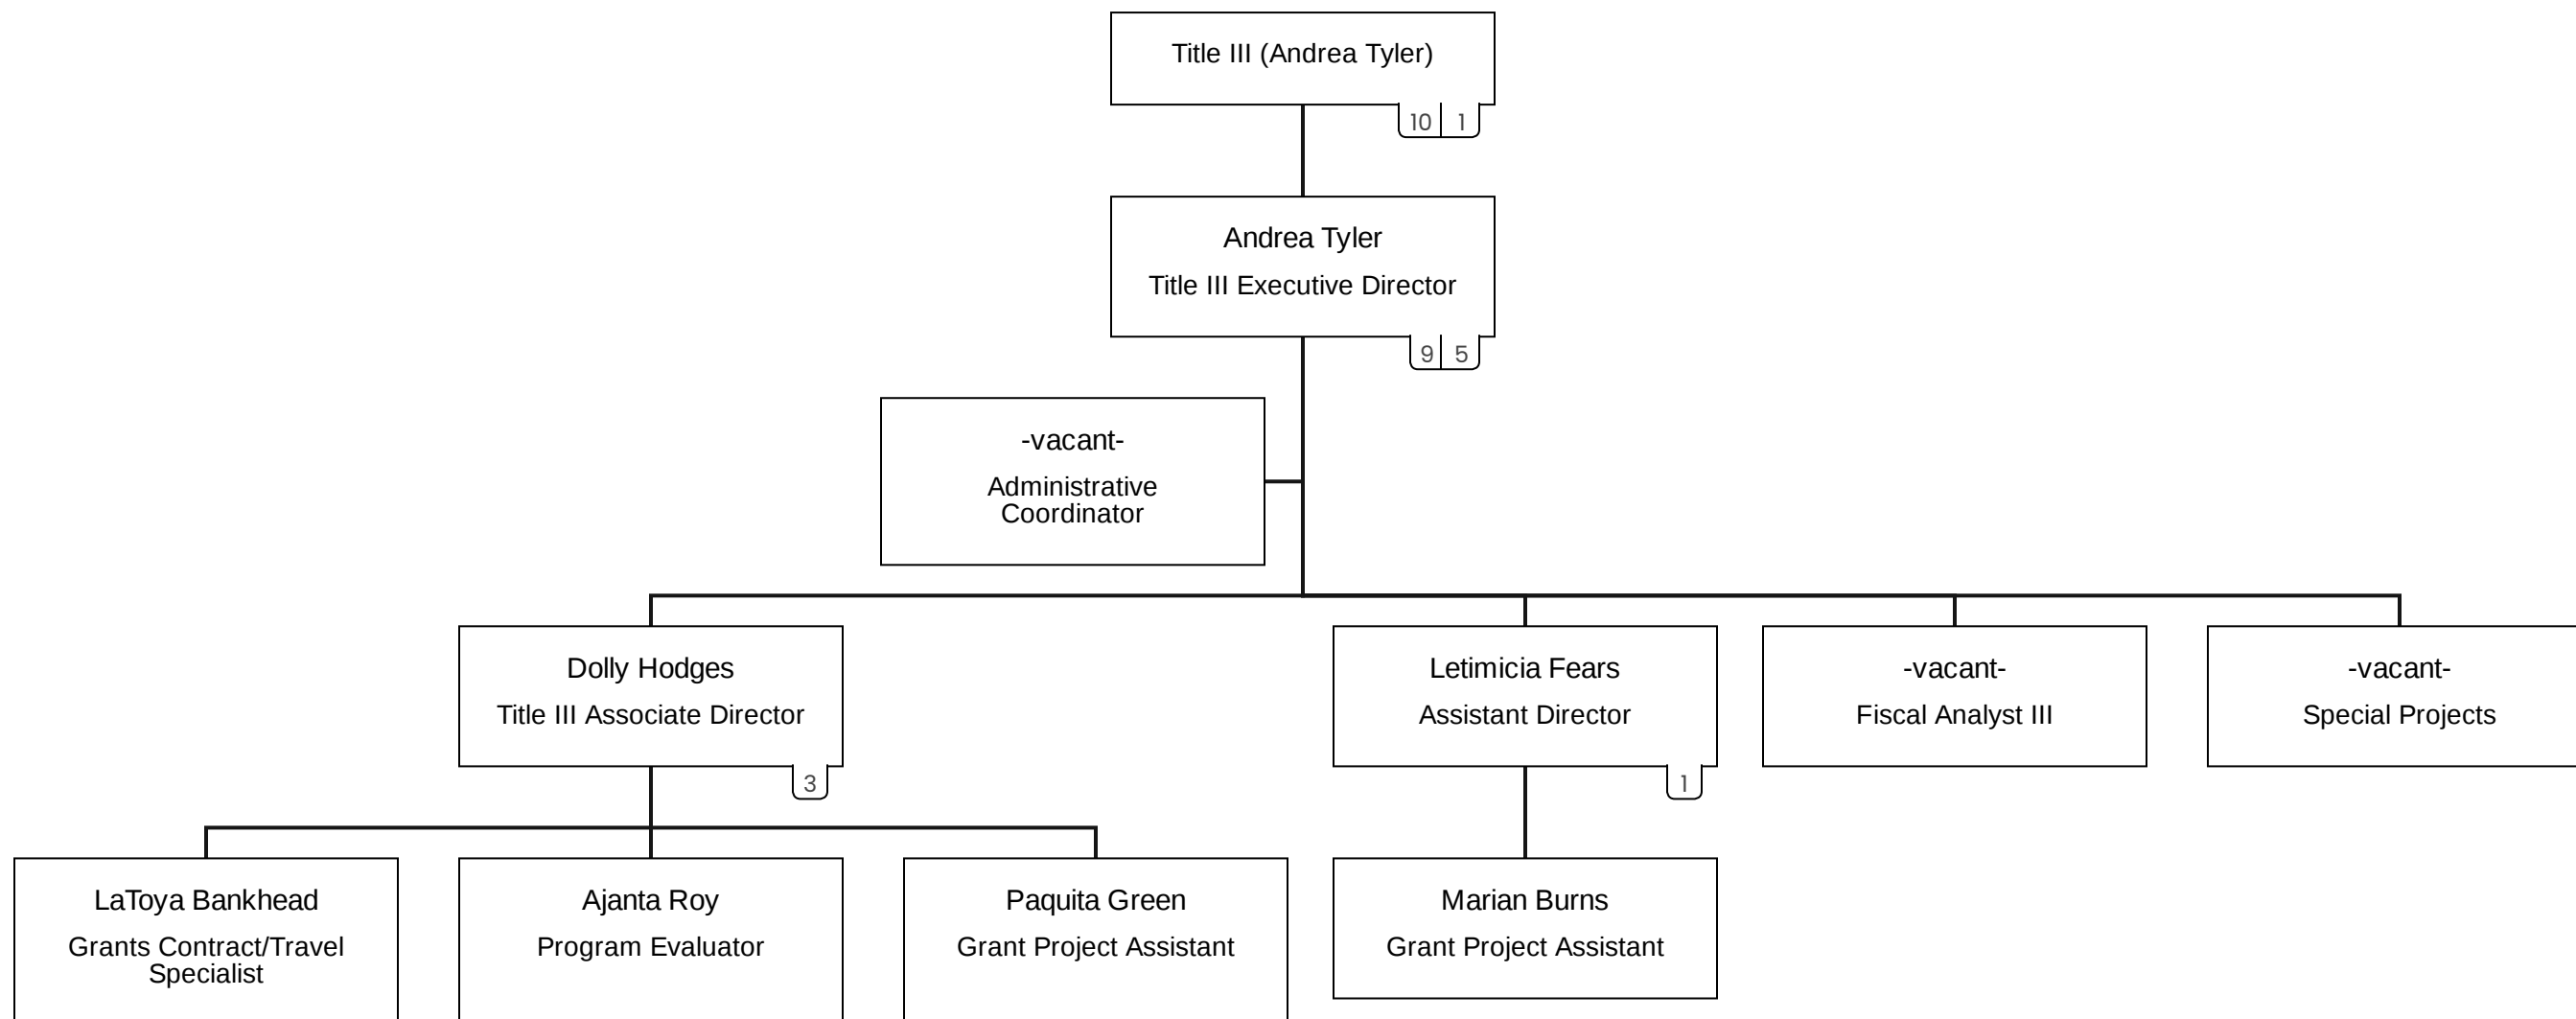 Title III (Andrea Tyler)
10 1
Andrea Tyler
Title III Executive Director
9 5
-vacant-
Administrative
Coordinator
Dolly Hodges
Title III Associate Director
3
Letimicia Fears
Assistant Director
1
-vacant-
Fiscal Analyst III
-vacant-
Special Projects
LaToya Bankhead
Grants Contract/Travel
Specialist
Ajanta Roy
Program Evaluator
Paquita Green
Grant Project Assistant
Marian Burns
Grant Project Assistant